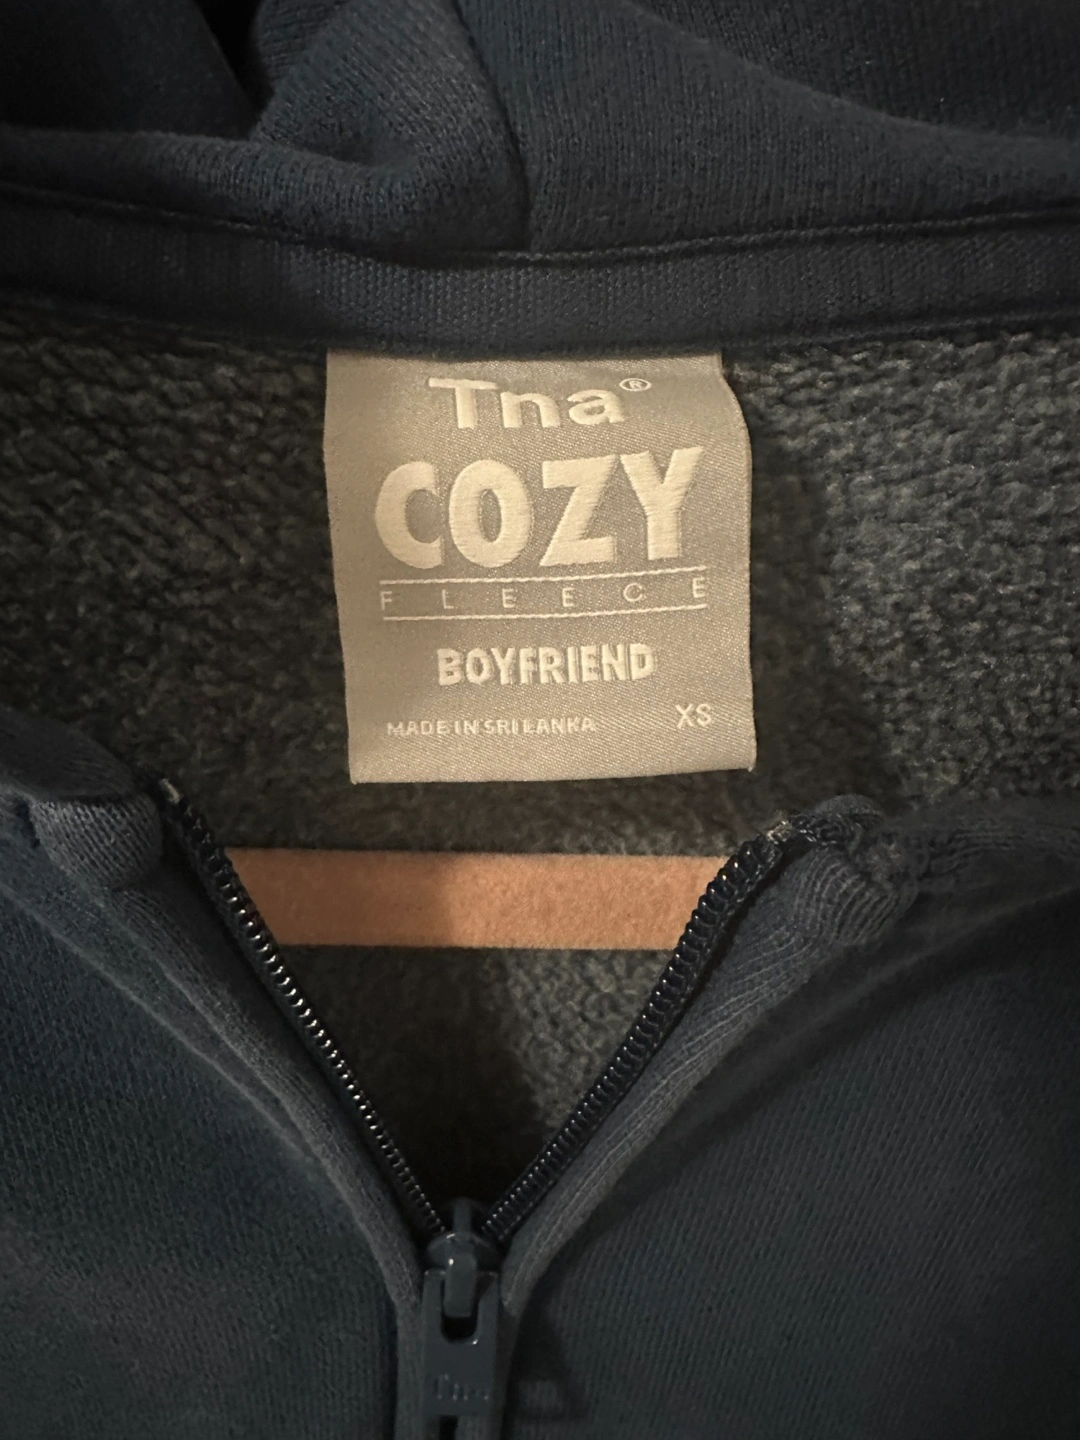 Tna®
COZY
FLEECE
BOYFRIEND
MADE IN SRI LANKA XS